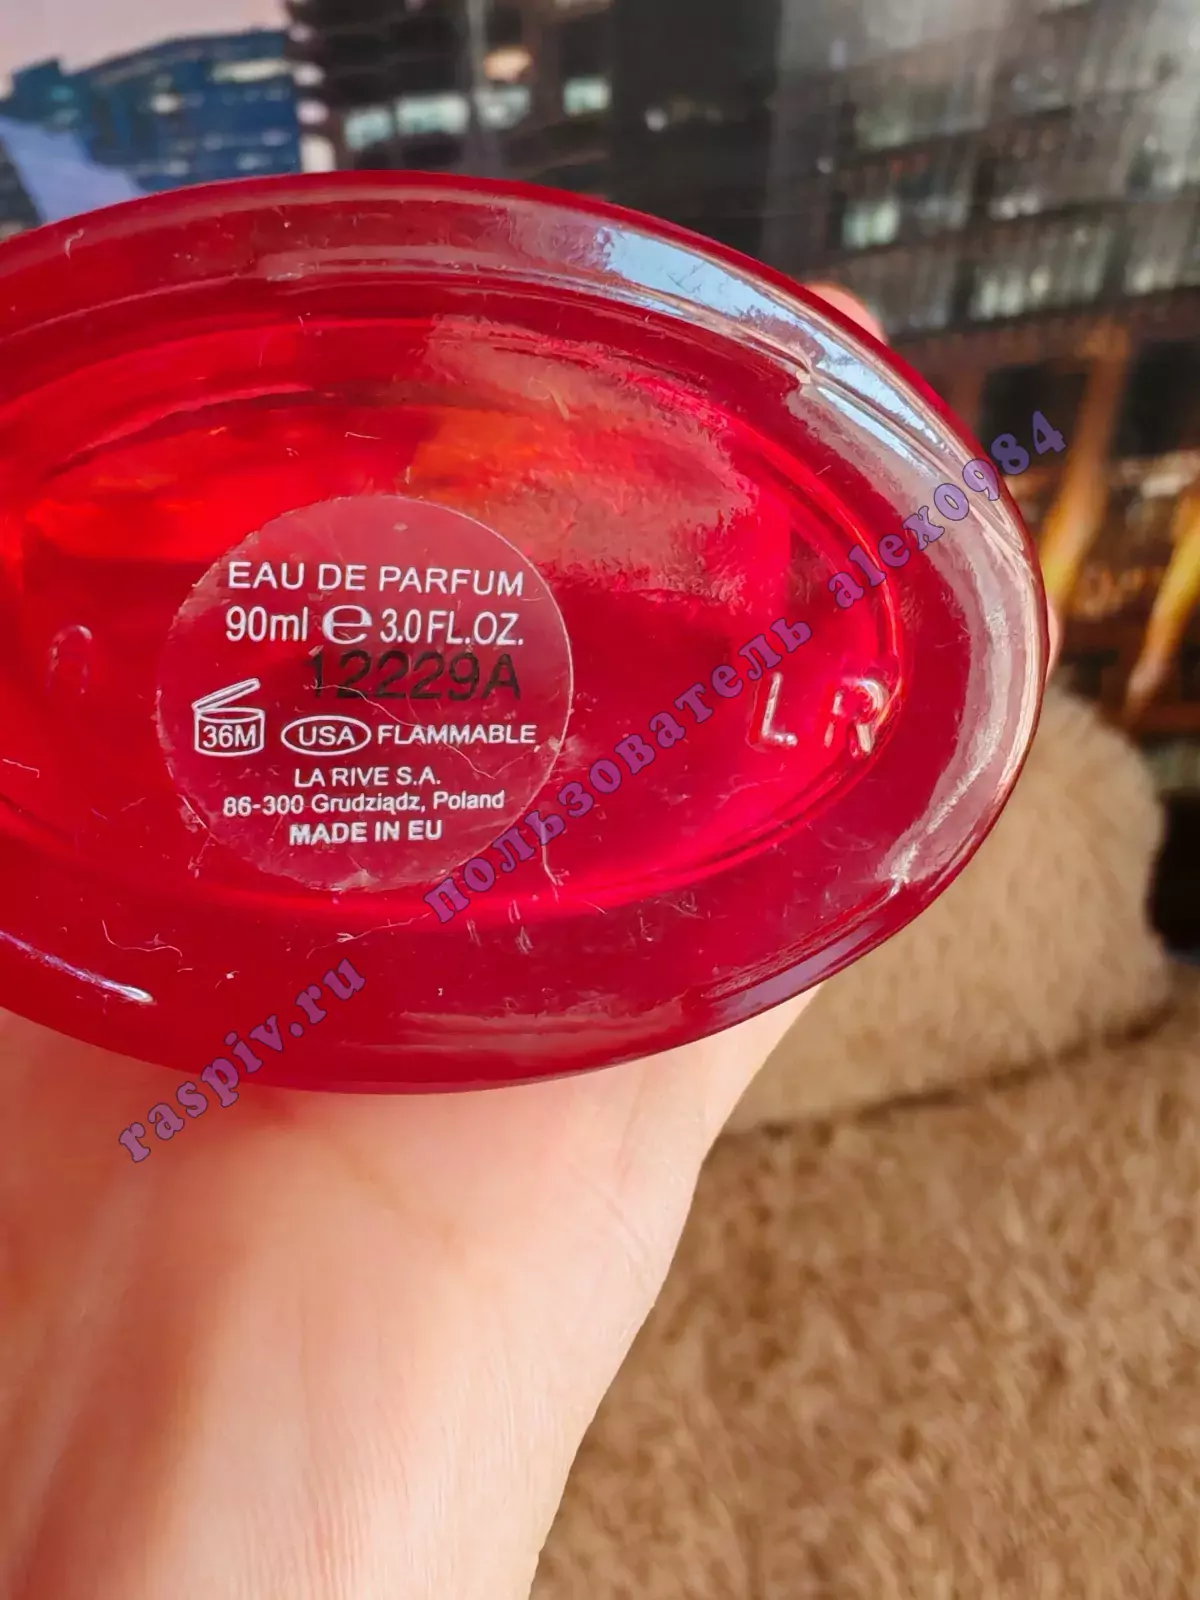 EAU DE PARFUM
90ml ℮ 3.0 FL.OZ.
12229A
36M USA FLAMMABLE
LA RIVE S.A.
86-300 Grudziądz, Poland
MADE IN EU
LR
raspiv.ru пользователь alex0984